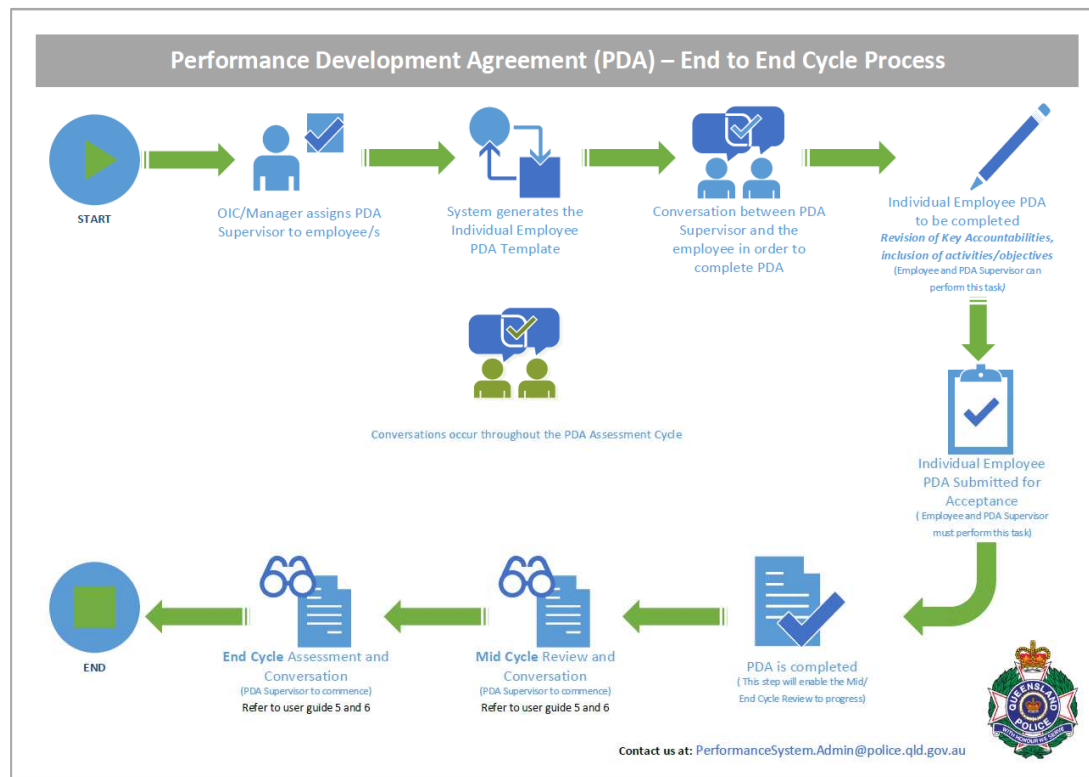 Performance Development Agreement (PDA) – End to End Cycle Process
START
OIC/Manager assigns PDA
Supervisor to employee/s
System generates the
Individual Employee
PDA Template
Conversation between PDA
Supervisor and the
employee in order to
complete PDA
Individual Employee PDA
to be completed
Revision of Key Accountabilities,
inclusion of activities/objectives
(Employee and PDA Supervisor can
perform this task)
Conversations occur throughout the PDA Assessment Cycle
Individual Employee
PDA Submitted for
Acceptance
( Employee and PDA Supervisor
must perform this task)
PDA is completed
( This step will enable the Mid/
End Cycle Review to progress)
Mid Cycle Review and
Conversation
(PDA Supervisor to commence)
Refer to user guide 5 and 6
End Cycle Assessment and
Conversation
(PDA Supervisor to commence)
Refer to user guide 5 and 6
END
QUEENSLAND
POLICE
WITH HONOUR WE SERVE
Contact us at: PerformanceSystem.Admin@police.qld.gov.au